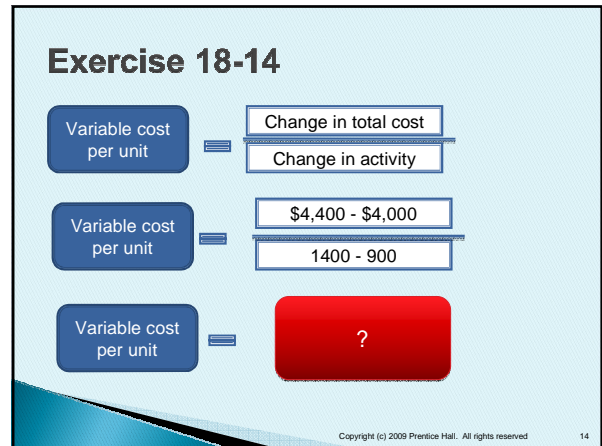 Exercise 18-14
Variable cost
per unit
=
Change in total cost
Change in activity
Variable cost
per unit
=
$4,400 - $4,000
1400 - 900
Variable cost
per unit
=
?
Copyright (c) 2009 Prentice Hall. All rights reserved
14